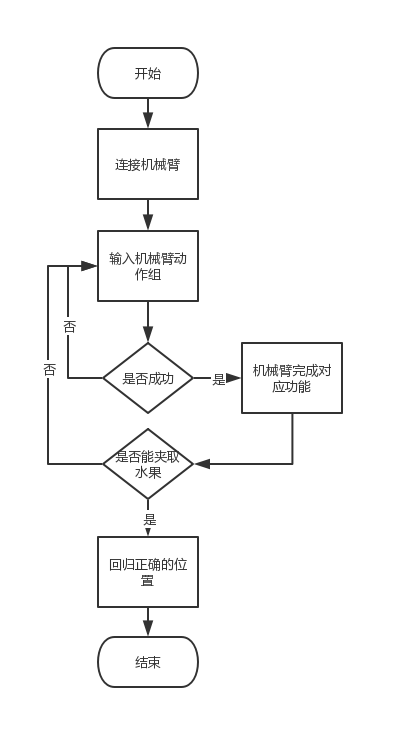 开始
连接机械臂
输入机械臂动
作组
否
是否成功
是
机械臂完成对
应功能
否
是否能夹取
水果
是
回归正确的位
置
结束